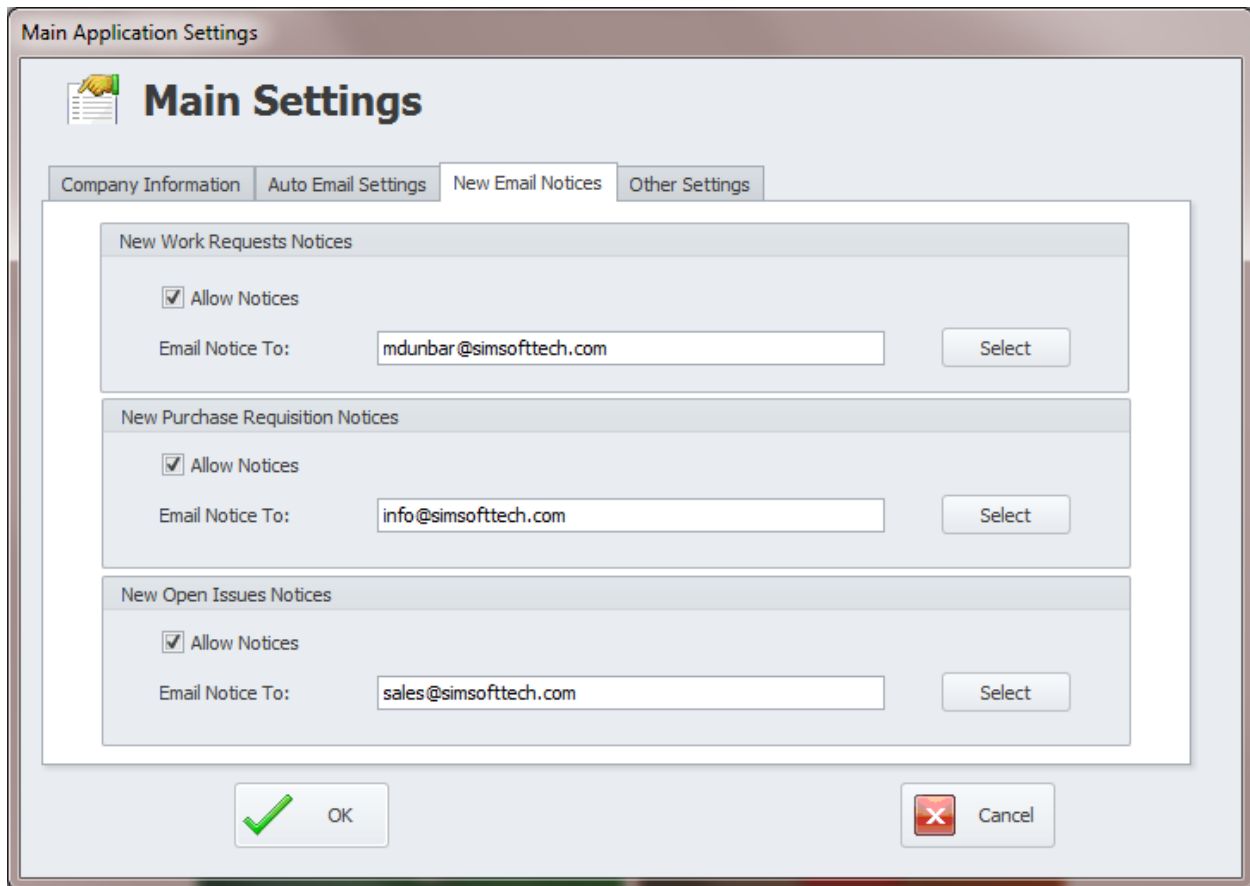 Main Application Settings
Main Settings
Company Information Auto Email Settings New Email Notices Other Settings
New Work Requests Notices
Allow Notices
Email Notice To: mdunbar@simsofttech.com Select
New Purchase Requisition Notices
Allow Notices
Email Notice To: info@simsofttech.com Select
New Open Issues Notices
Allow Notices
Email Notice To: sales@simsofttech.com Select
OK Cancel